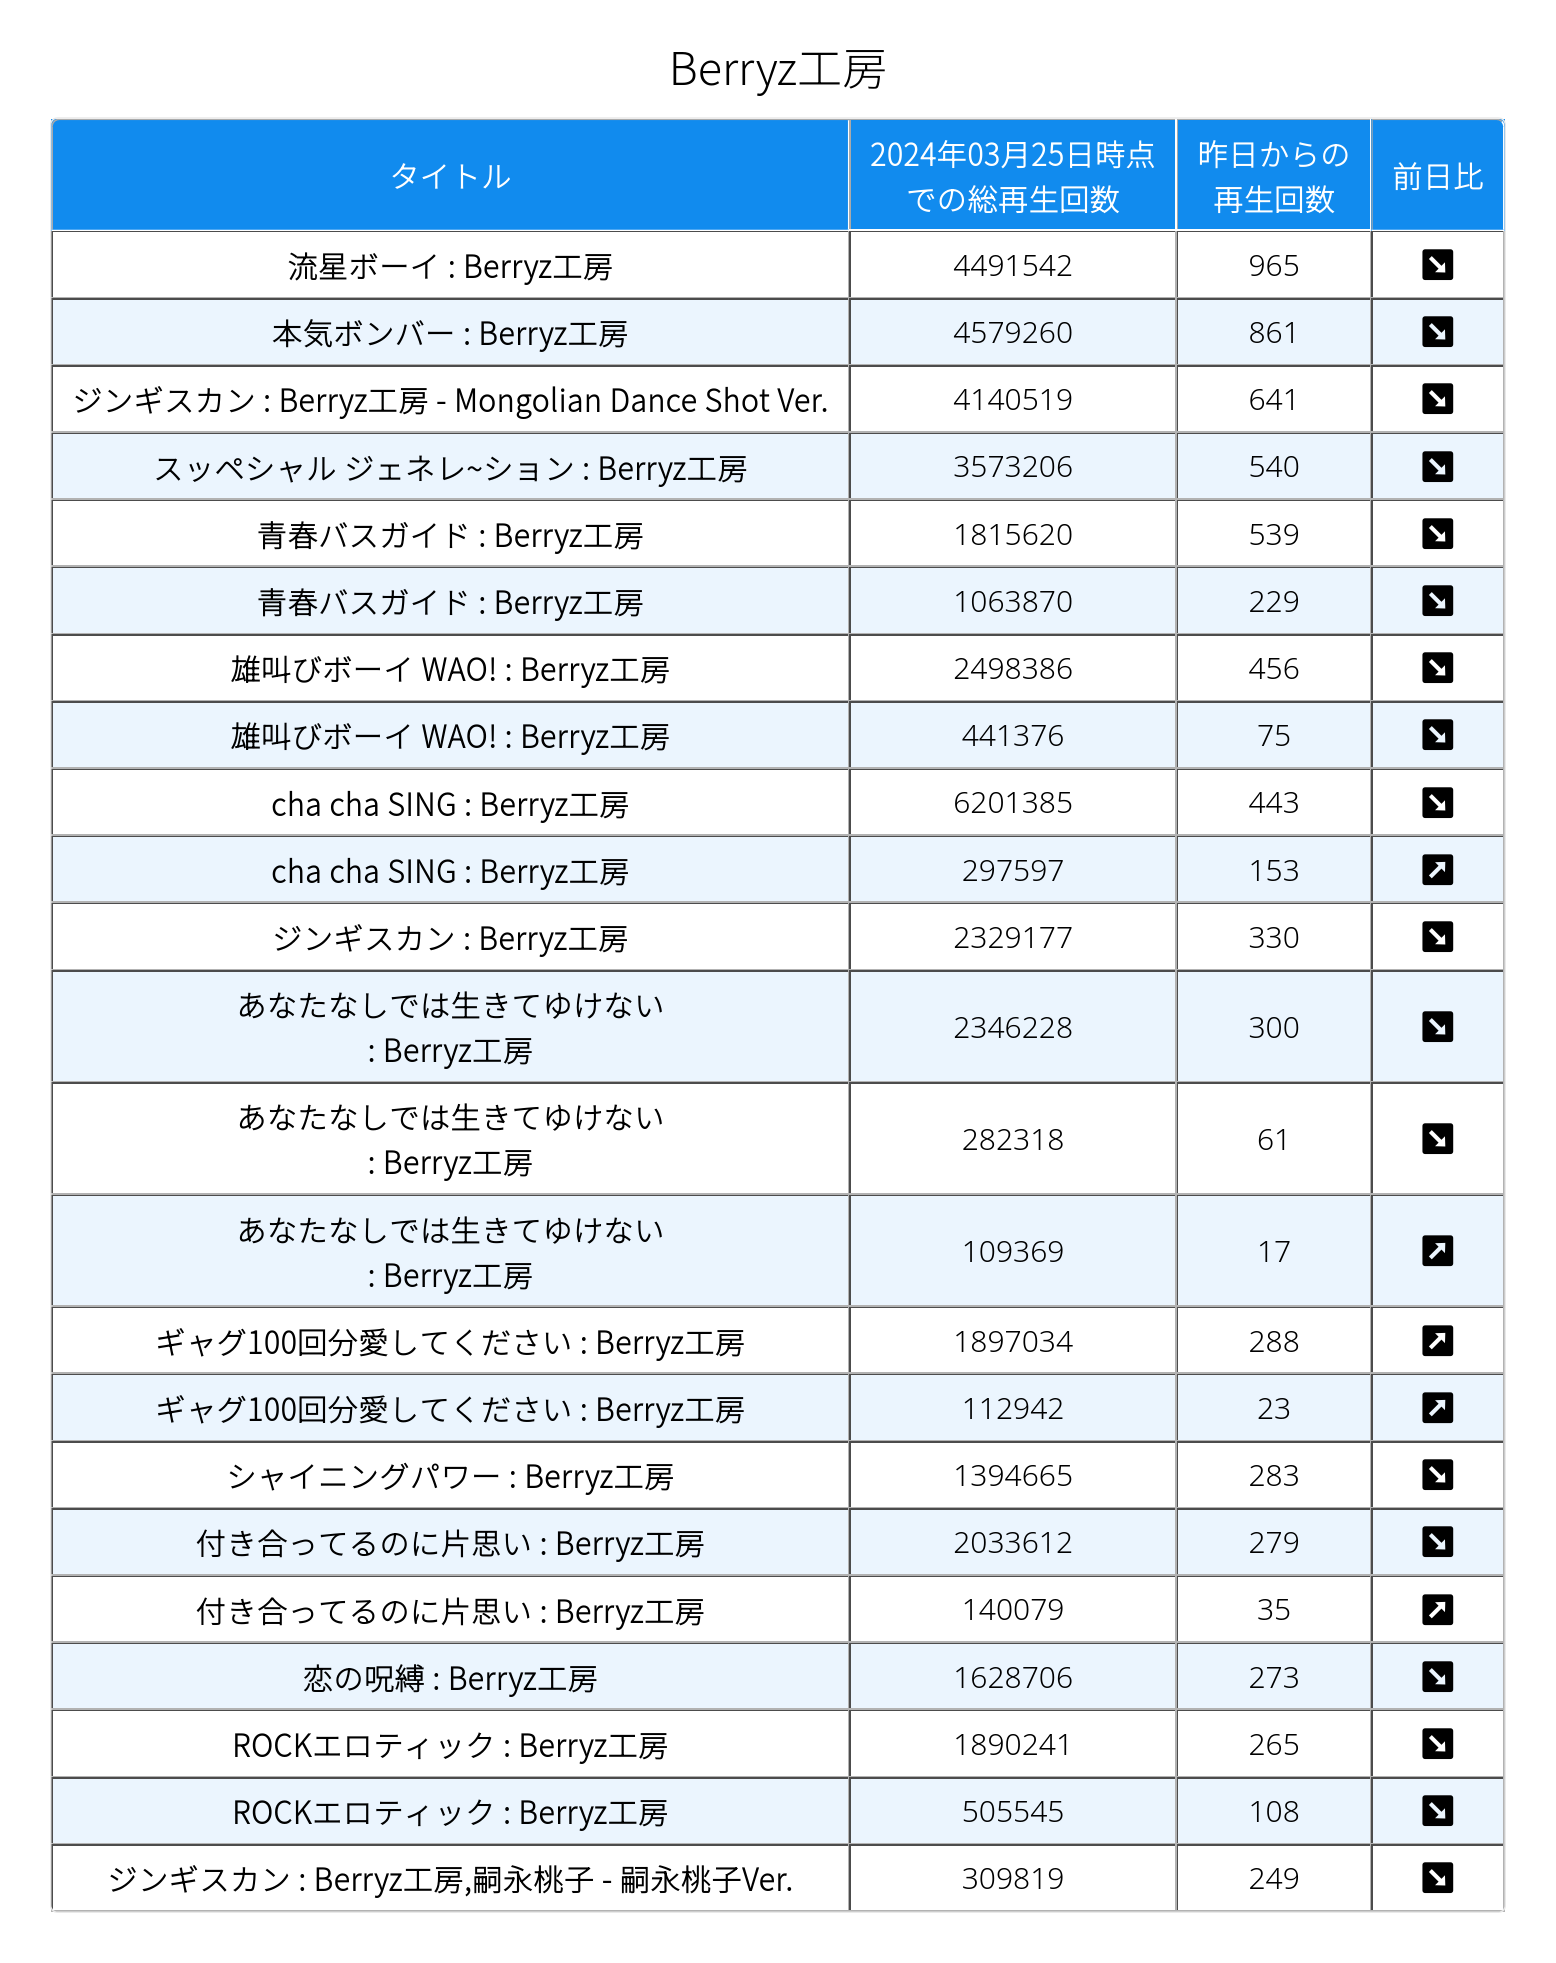 Berryz工房
タイトル 2024年03月25日時点での総再生回数 昨日からの再生回数 前日比
流星ボーイ : Berryz工房 4491542 965 ↘
本気ボンバー : Berryz工房 4579260 861 ↘
ジンギスカン : Berryz工房 - Mongolian Dance Shot Ver. 4140519 641 ↘
スッペシャル ジェネレ~ション : Berryz工房 3573206 540 ↘
青春バスガイド : Berryz工房 1815620 539 ↘
青春バスガイド : Berryz工房 1063870 229 ↘
雄叫びボーイ WAO! : Berryz工房 2498386 456 ↘
雄叫びボーイ WAO! : Berryz工房 441376 75 ↘
cha cha SING : Berryz工房 6201385 443 ↘
cha cha SING : Berryz工房 297597 153 ↗
ジンギスカン : Berryz工房 2329177 330 ↘
あなたなしでは生きてゆけない : Berryz工房 2346228 300 ↘
あなたなしでは生きてゆけない : Berryz工房 282318 61 ↘
あなたなしでは生きてゆけない : Berryz工房 109369 17 ↗
ギャグ100回分愛してください : Berryz工房 1897034 288 ↗
ギャグ100回分愛してください : Berryz工房 112942 23 ↗
シャイニングパワー : Berryz工房 1394665 283 ↘
付き合ってるのに片思い : Berryz工房 2033612 279 ↘
付き合ってるのに片思い : Berryz工房 140079 35 ↗
恋の呪縛 : Berryz工房 1628706 273 ↘
ROCKエロティック : Berryz工房 1890241 265 ↘
ROCKエロティック : Berryz工房 505545 108 ↘
ジンギスカン : Berryz工房,嗣永桃子 - 嗣永桃子Ver. 309819 249 ↘